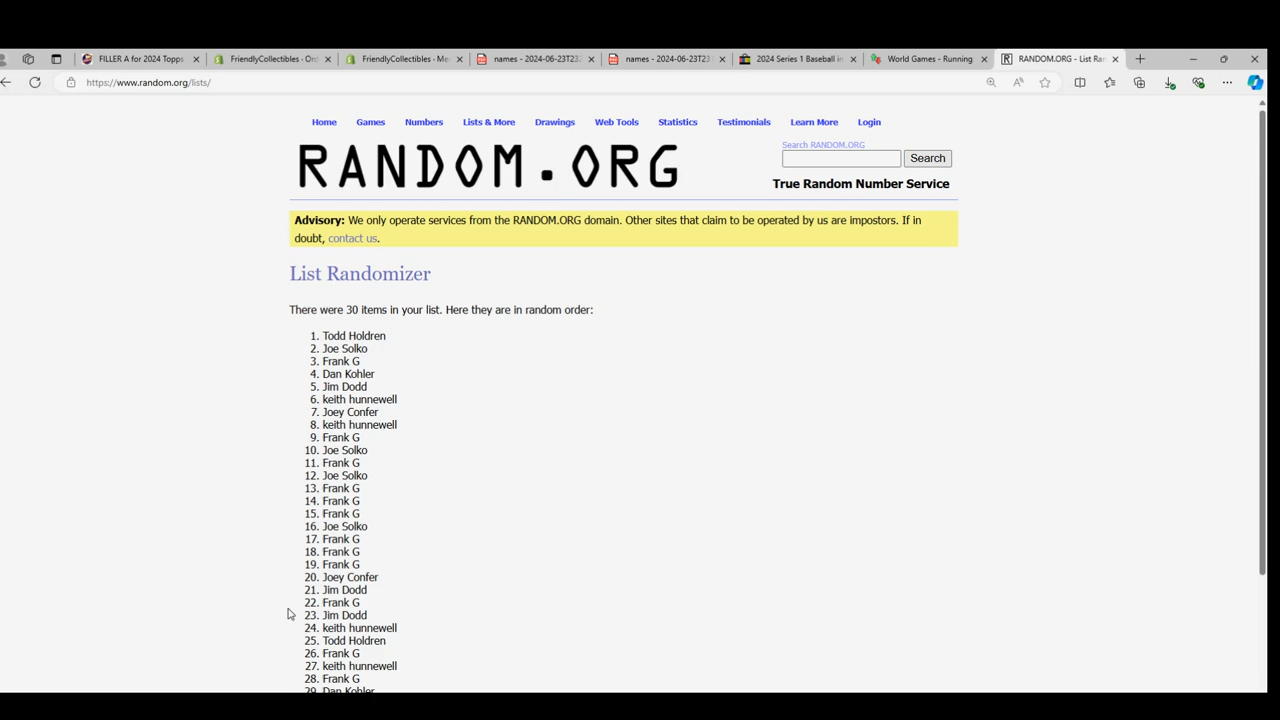 FILLER A for 2024 Topps
FriendlyCollectibles · Ord
FriendlyCollectibles · Me
names - 2024-06-23T23
names - 2024-06-23T23
2024 Series 1 Baseball in
World Games - Running
RANDOM.ORG - List Ran
https://www.random.org/lists/
Home Games Numbers Lists & More Drawings Web Tools Statistics Testimonials Learn More Login
RANDOM.ORG
Search RANDOM.ORG
Search
True Random Number Service
Advisory: We only operate services from the RANDOM.ORG domain. Other sites that claim to be operated by us are impostors. If in
doubt, contact us.
List Randomizer
There were 30 items in your list. Here they are in random order:
1. Todd Holdren
2. Joe Solko
3. Frank G
4. Dan Kohler
5. Jim Dodd
6. keith hunnewell
7. Joey Confer
8. keith hunnewell
9. Frank G
10. Joe Solko
11. Frank G
12. Joe Solko
13. Frank G
14. Frank G
15. Frank G
16. Joe Solko
17. Frank G
18. Frank G
19. Frank G
20. Joey Confer
21. Jim Dodd
22. Frank G
23. Jim Dodd
24. keith hunnewell
25. Todd Holdren
26. Frank G
27. keith hunnewell
28. Frank G
29. Dan Kohler